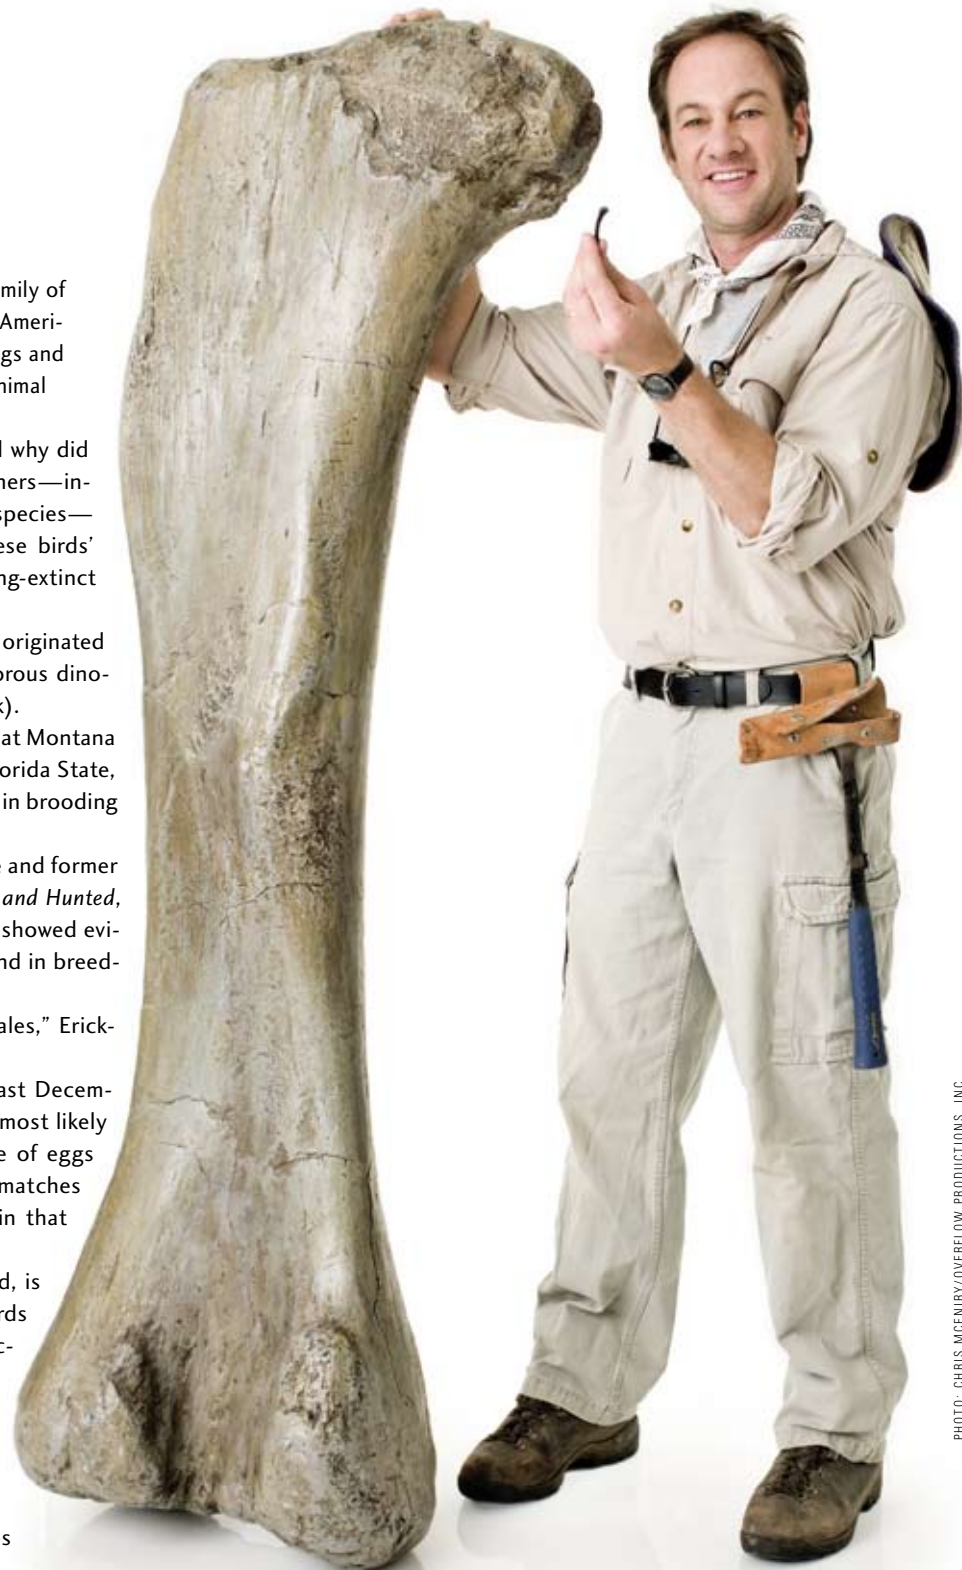 mily of
Ameri-
gs and
nimal
l why did
ners—in-
species—
ese birds'
ng-extinct
originated
orous dino-
k).
at Montana
orida State,
in brooding
e and former
and Hunted,
showed evi-
nd in breed-
ales,” Erick-
ast Decem-
most likely
e of eggs
matches
in that
d, is
rds
c-
s
PHOTO: CHRIS MCENIRY/OVERFLOW PRODUCTIONS, INC